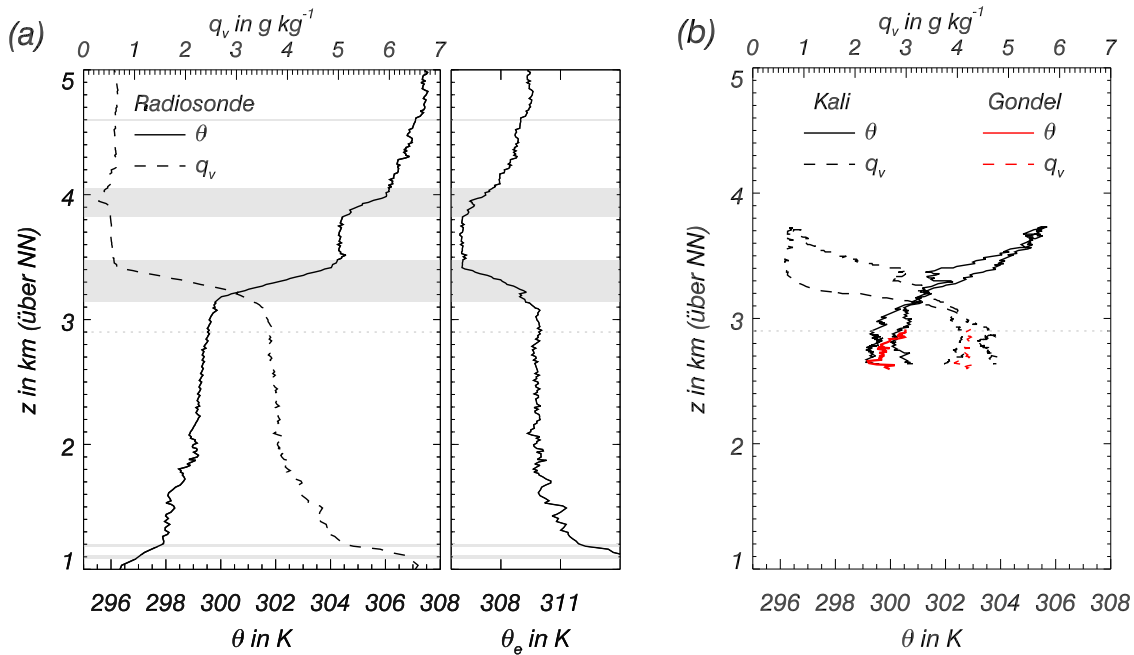 (a)
q_v in g kg⁻¹
0 1 2 3 4 5 6 7
5
4
3
2
1
z in km (über NN)
Radiosonde
θ
q_v
296 298 300 302 304 306 308
θ in K
308 311
θ_e in K
(b)
q_v in g kg⁻¹
0 1 2 3 4 5 6 7
5
4
3
2
1
z in km (über NN)
Kali Gondel
θ θ
q_v q_v
296 298 300 302 304 306 308
θ in K